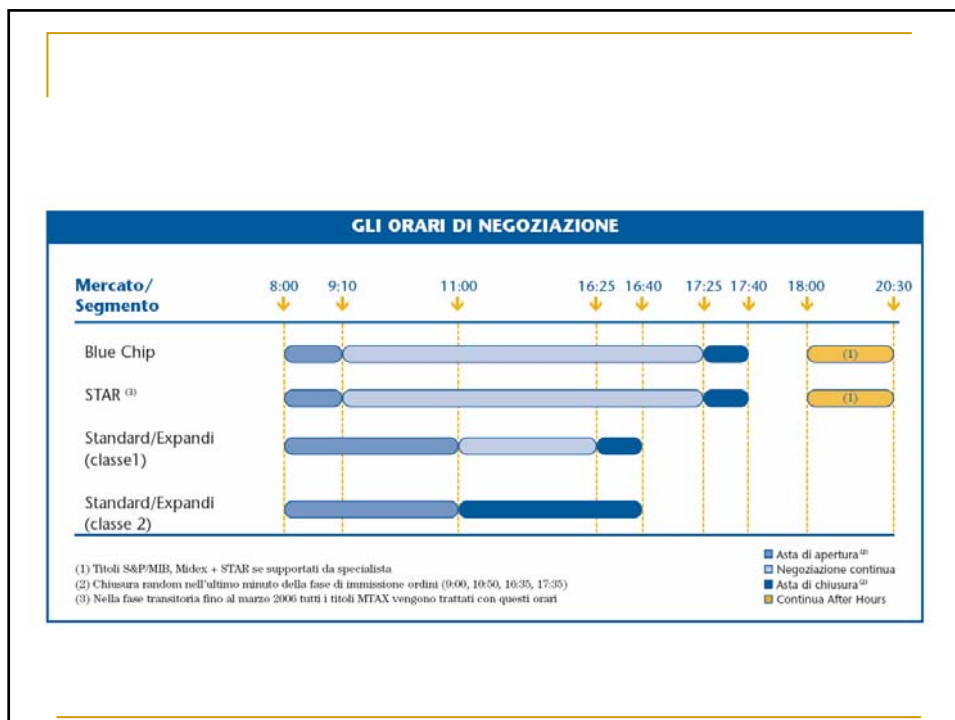 GLI ORARI DI NEGOZIAZIONE
Mercato/
Segmento
8:00 9:10 11:00 16:25 16:40 17:25 17:40 18:00 20:30
Blue Chip (1)
STAR (3) (1)
Standard/Expandi
(classe1)
Standard/Expandi
(classe 2)
(1) Titoli S&P/MIB, Midex + STAR se supportati da specialista
(2) Chiusura random nell'ultimo minuto della fase di immissione ordini (9:00, 10:50, 16:35, 17:35)
(3) Nella fase transitoria fino al marzo 2006 tutti i titoli MTAX vengono trattati con questi orari
Asta di apertura (2)
Negoziazione continua
Asta di chiusura (2)
Continua After Hours